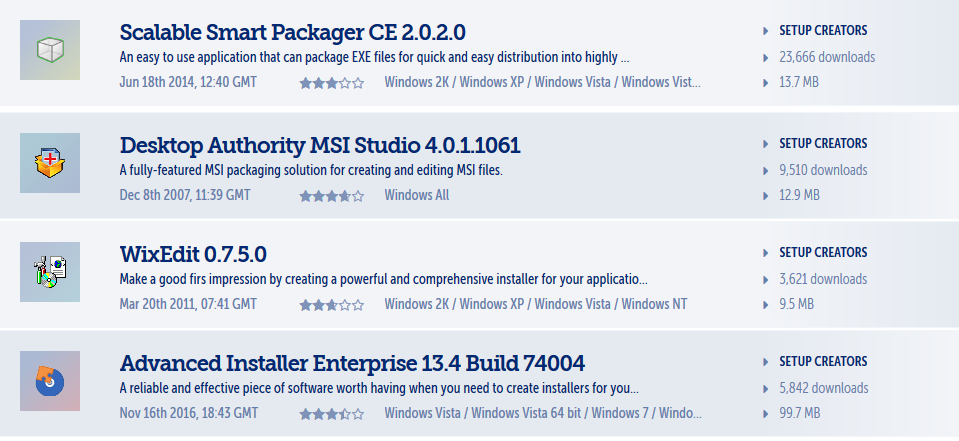 Scalable Smart Packager CE 2.0.2.0
SETUP CREATORS
An easy to use application that can package EXE files for quick and easy distribution into highly ...
23,666 downloads
Jun 18th 2014, 12:40 GMT
Windows 2K / Windows XP / Windows Vista / Windows Vist...
13.7 MB
Desktop Authority MSI Studio 4.0.1.1061
SETUP CREATORS
A fully-featured MSI packaging solution for creating and editing MSI files.
9,510 downloads
Dec 8th 2007, 11:39 GMT
Windows All
12.9 MB
WixEdit 0.7.5.0
SETUP CREATORS
Make a good firs impression by creating a powerful and comprehensive installer for your applicatio...
3,621 downloads
Mar 20th 2011, 07:41 GMT
Windows 2K / Windows XP / Windows Vista / Windows NT
9.5 MB
Advanced Installer Enterprise 13.4 Build 74004
SETUP CREATORS
A reliable and effective piece of software worth having when you need to create installers for you...
5,842 downloads
Nov 16th 2016, 18:43 GMT
Windows Vista / Windows Vista 64 bit / Windows 7 / Windo...
99.7 MB